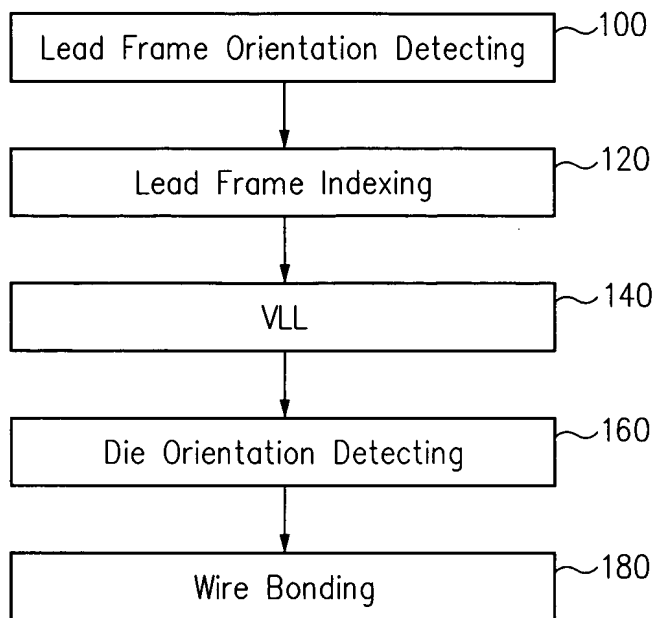 Lead Frame Orientation Detecting 100
Lead Frame Indexing 120
VLL 140
Die Orientation Detecting 160
Wire Bonding 180